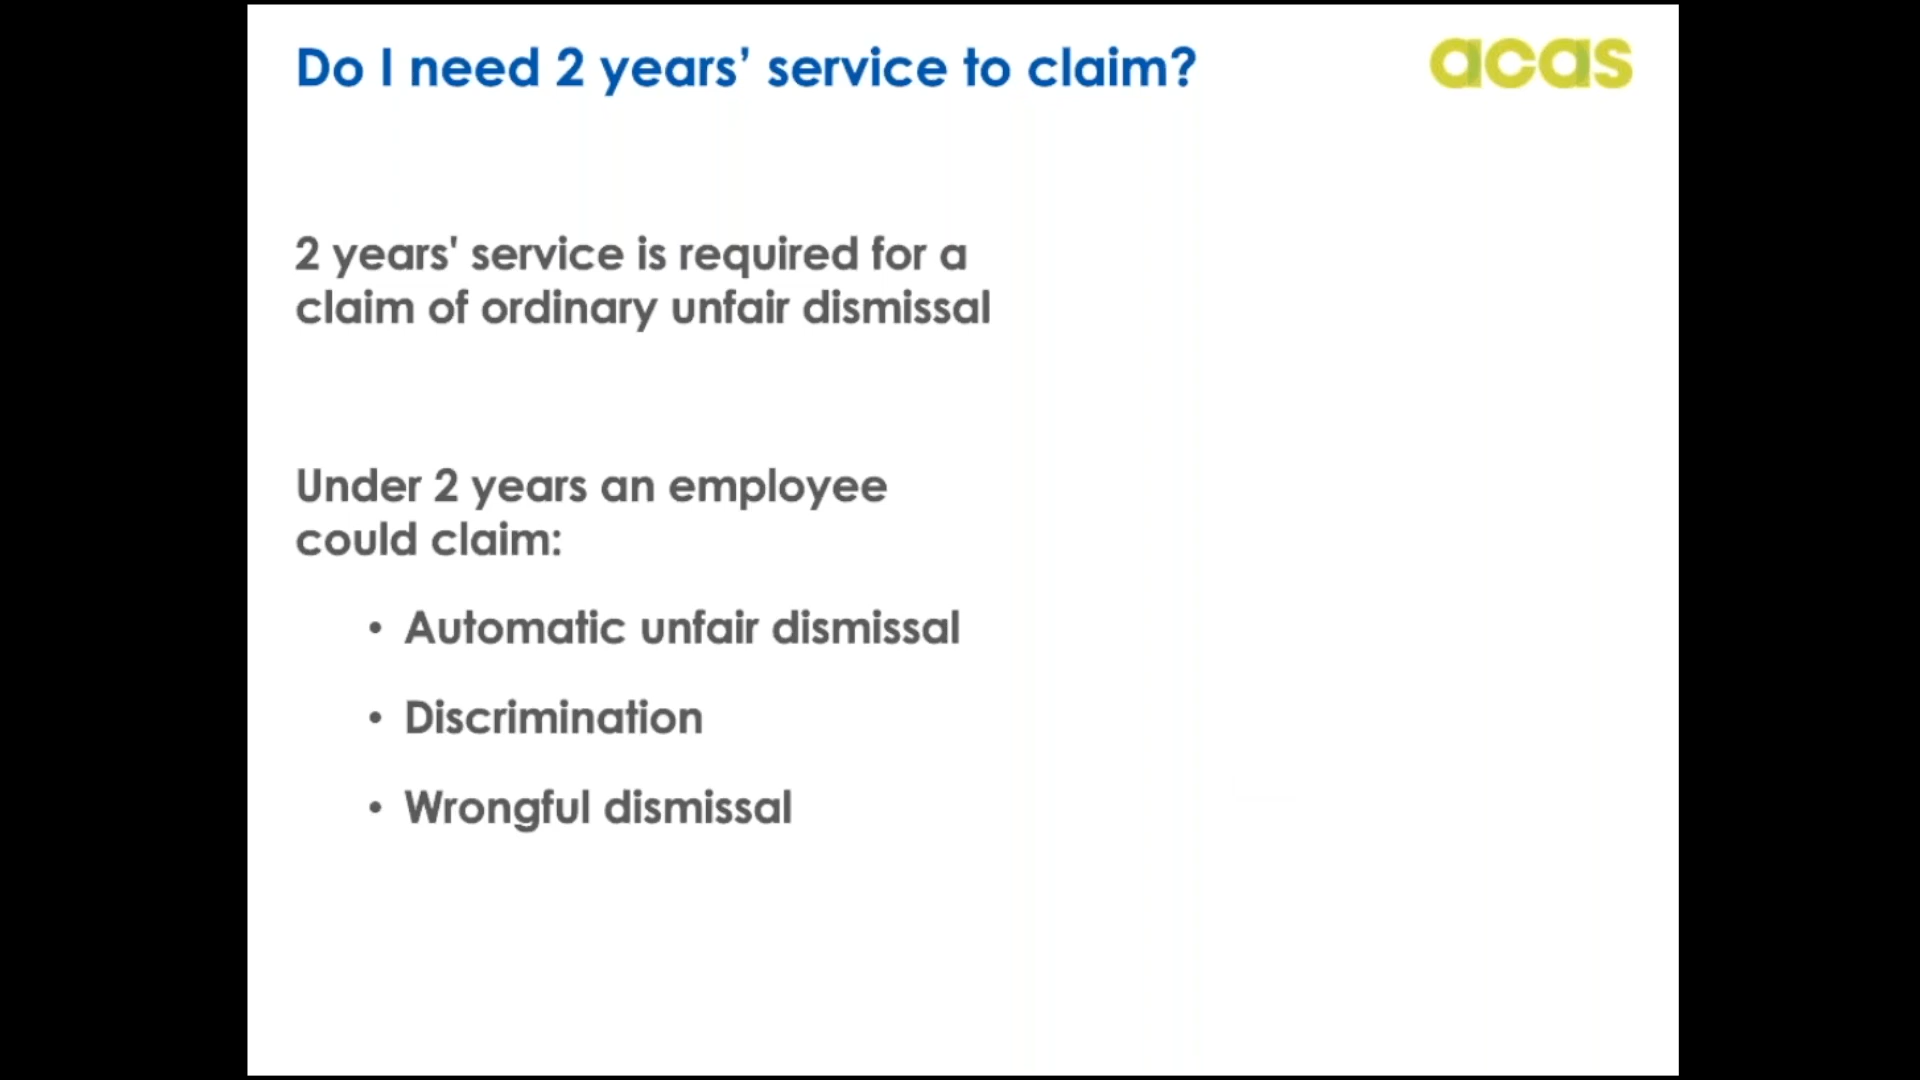 Do I need 2 years’ service to claim?
acas
2 years' service is required for a
claim of ordinary unfair dismissal
Under 2 years an employee
could claim:
• Automatic unfair dismissal
• Discrimination
• Wrongful dismissal